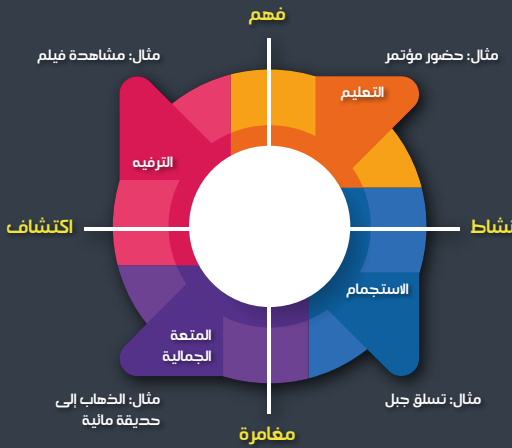 فهم
مثال: حضور مؤتمر
مثال: مشاهدة فيلم
التعليم
الترفيه
نشاط
اكتشاف
الاستجمام
المتعة
الجمالية
مثال: تسلق جبل
مثال: الذهاب إلى
حديقة مائية
مغامرة